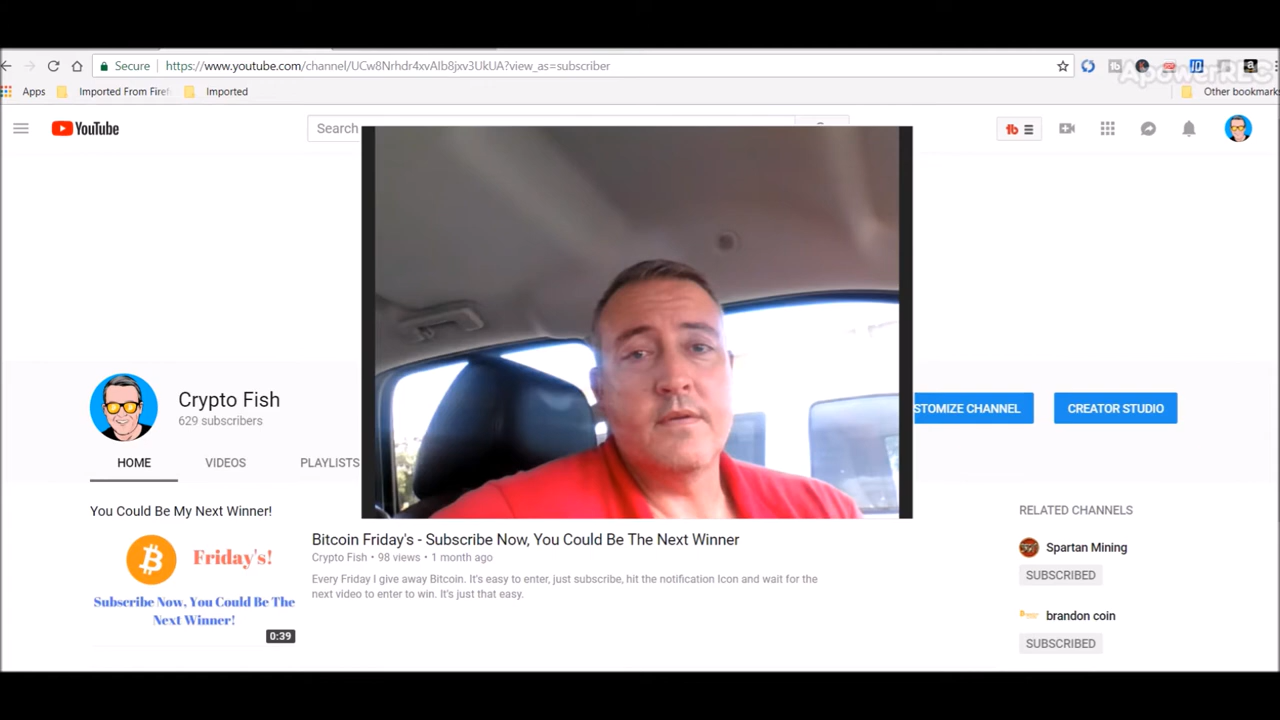 ApowerREC
Secure
https://www.youtube.com/channel/UCw8Nrhdr4xvAIb8jxv3UkUA?view_as=subscriber
Apps
Imported From Firef
Imported
Other bookmarks
YouTube
Search
Crypto Fish
629 subscribers
STOMIZE CHANNEL
CREATOR STUDIO
HOME
VIDEOS
PLAYLISTS
You Could Be My Next Winner!
Friday's!
Subscribe Now, You Could Be The
Next Winner!
0:39
Bitcoin Friday's - Subscribe Now, You Could Be The Next Winner
Crypto Fish • 98 views • 1 month ago
Every Friday I give away Bitcoin. It's easy to enter, just subscribe, hit the notification Icon and wait for the
next video to enter to win. It's just that easy.
RELATED CHANNELS
Spartan Mining
SUBSCRIBED
brandon coin
SUBSCRIBED